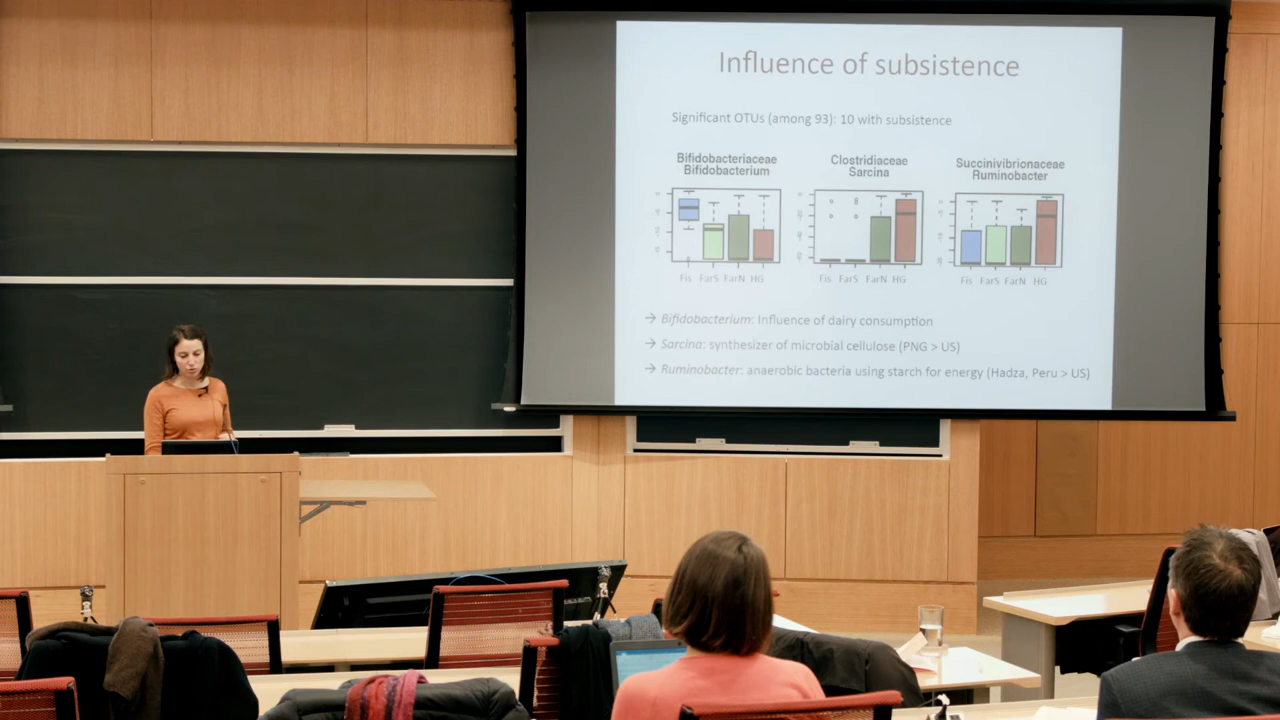 Influence of subsistence
Significant OTUs (among 93): 10 with subsistence
Bifidobacteriaceae
Bifidobacterium
Clostridiaceae
Sarcina
Succinivibrionaceae
Ruminobacter
Fis FarS FarN HG
Fis FarS FarN HG
Fis FarS FarN HG
→ Bifidobacterium: Influence of dairy consumption
→ Sarcina: synthesizer of microbial cellulose (PNG > US)
→ Ruminobacter: anaerobic bacteria using starch for energy (Hadza, Peru > US)